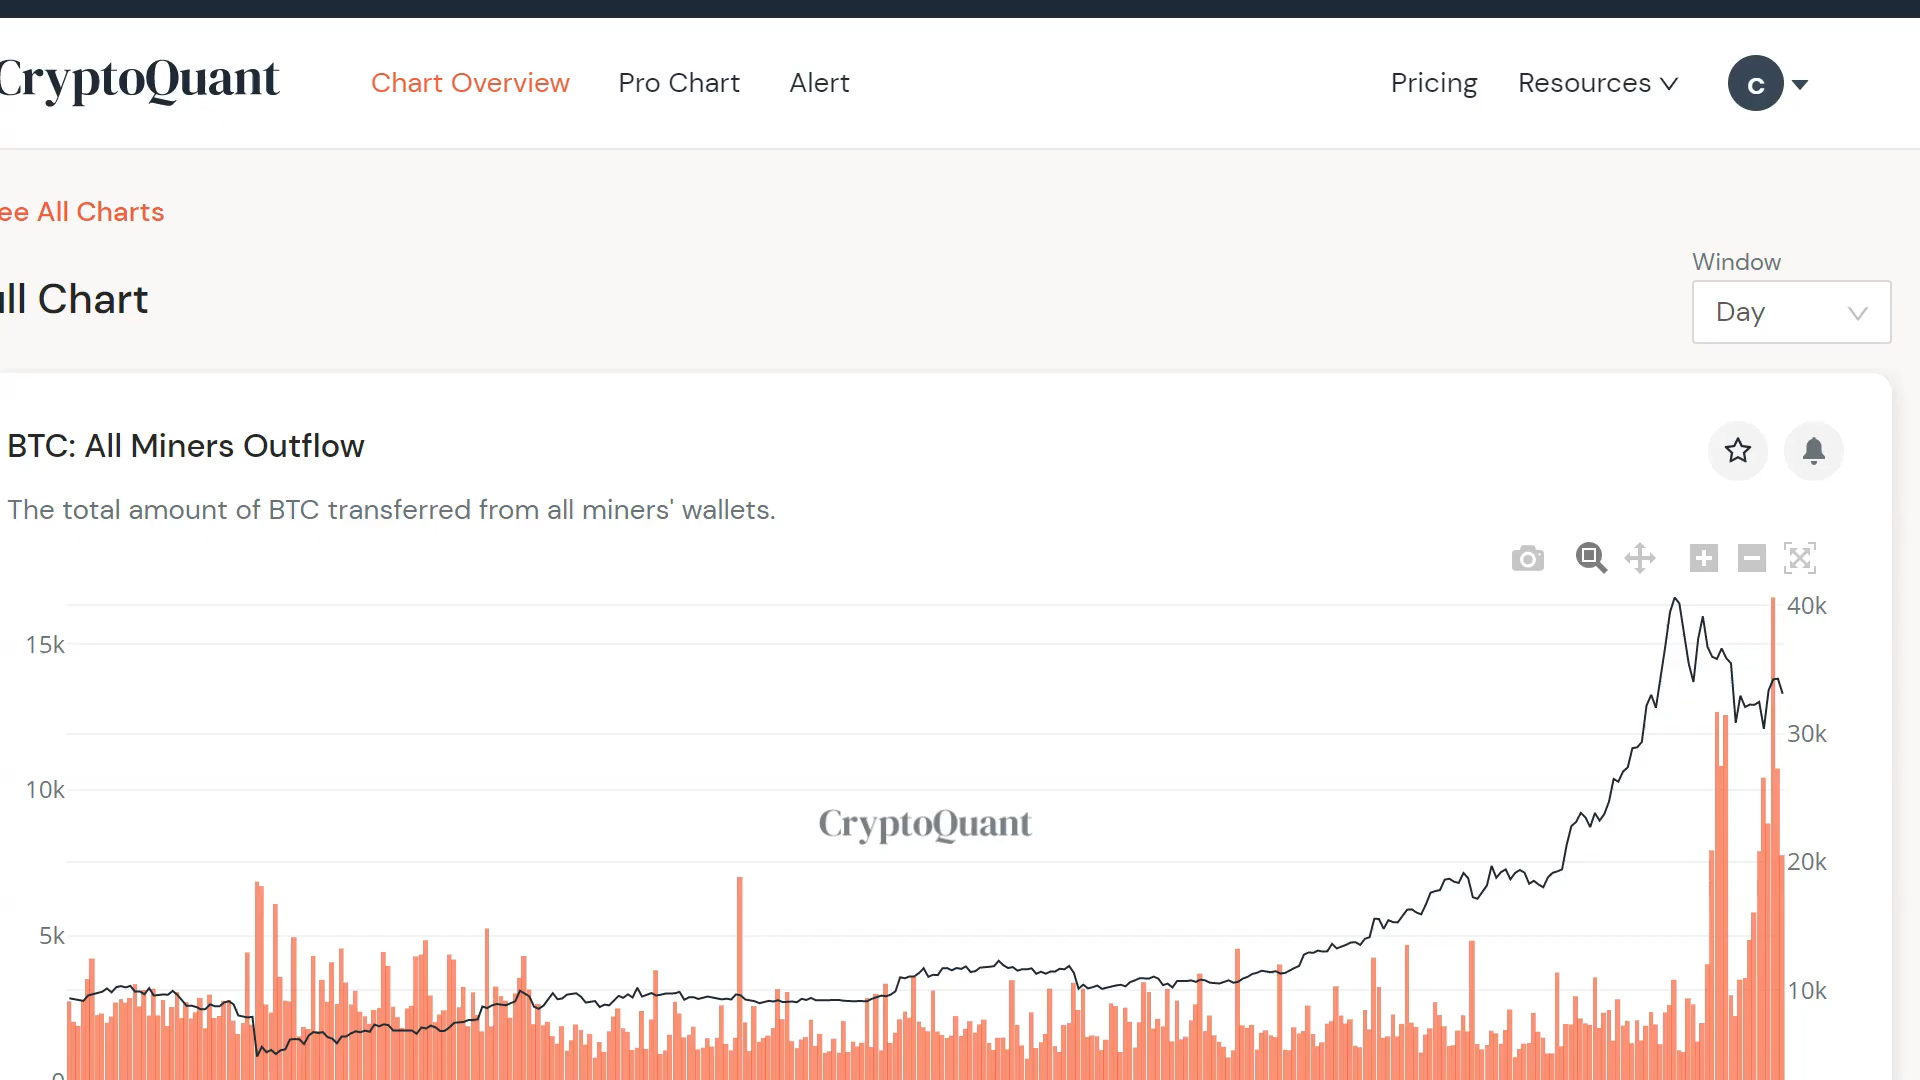 CryptoQuant Chart Overview Pro Chart Alert Pricing Resources C
ee All Charts
Window
ll Chart
Day
BTC: All Miners Outflow
The total amount of BTC transferred from all miners' wallets.
40k
15k
30k
10k
CryptoQuant
20k
5k
10k
0